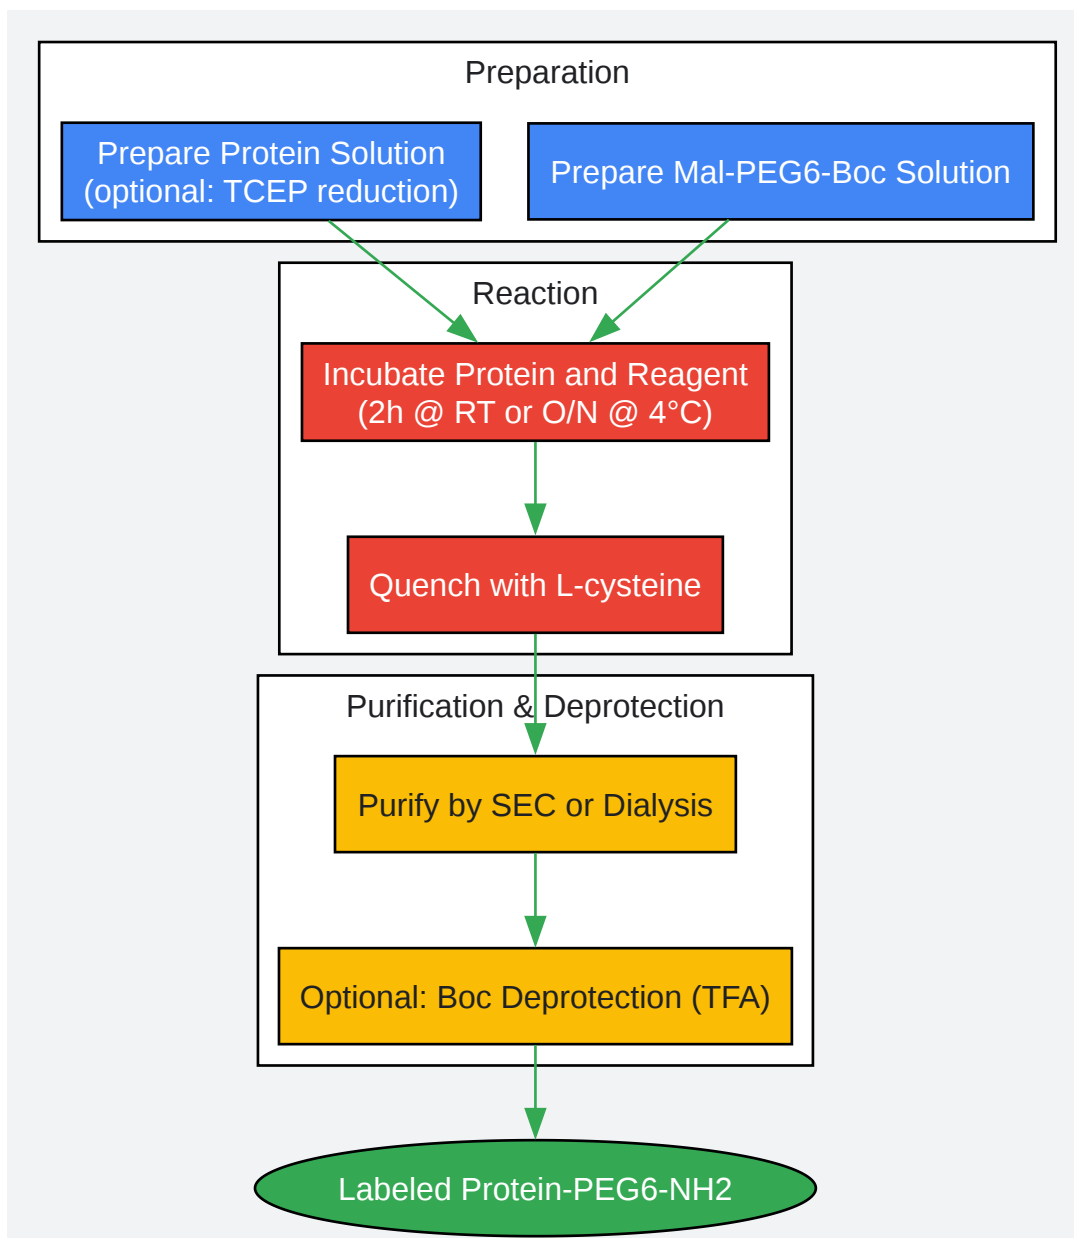 Preparation
Prepare Protein Solution
(optional: TCEP reduction)
Prepare Mal-PEG6-Boc Solution
Reaction
Incubate Protein and Reagent
(2h @ RT or O/N @ 4°C)
Quench with L-cysteine
Purification & Deprotection
Purify by SEC or Dialysis
Optional: Boc Deprotection (TFA)
Labeled Protein-PEG6-NH2